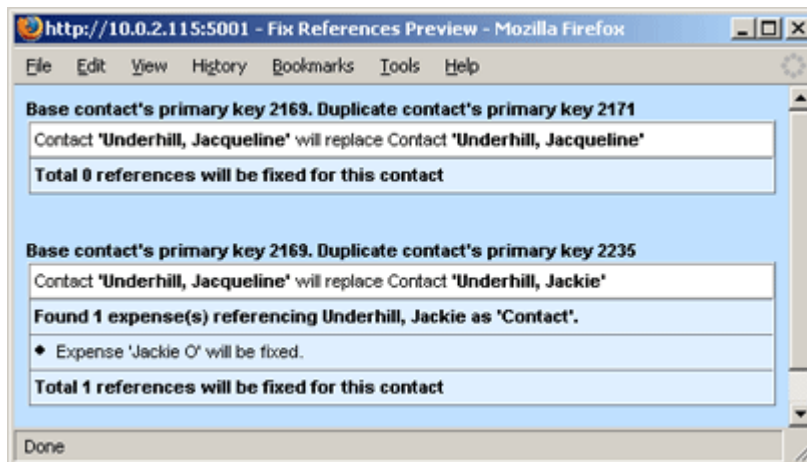 http://10.0.2.115:5001 - Fix References Preview - Mozilla Firefox
File Edit View History Bookmarks Tools Help
Base contact's primary key 2169. Duplicate contact's primary key 2171
Contact 'Underhill, Jacqueline' will replace Contact 'Underhill, Jacqueline'
Total 0 references will be fixed for this contact
Base contact's primary key 2169. Duplicate contact's primary key 2235
Contact 'Underhill, Jacqueline' will replace Contact 'Underhill, Jackie'
Found 1 expense(s) referencing Underhill, Jackie as 'Contact'.
Expense 'Jackie O' will be fixed.
Total 1 references will be fixed for this contact
Done